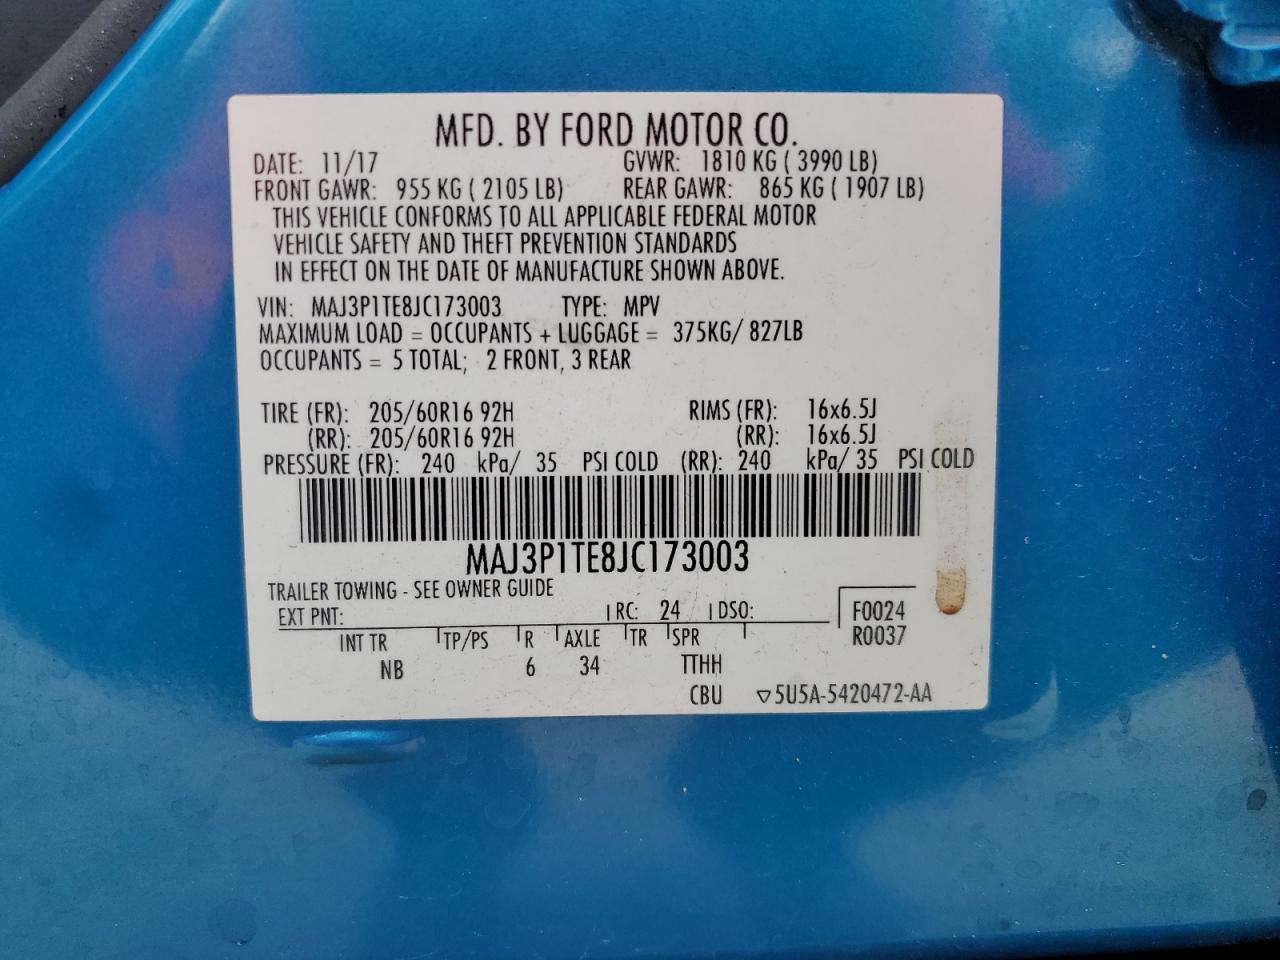 MFD. BY FORD MOTOR CO.
DATE: 11/17 GVWR: 1810 KG ( 3990 LB)
FRONT GAWR: 955 KG ( 2105 LB) REAR GAWR: 865 KG ( 1907 LB)
THIS VEHICLE CONFORMS TO ALL APPLICABLE FEDERAL MOTOR
VEHICLE SAFETY AND THEFT PREVENTION STANDARDS
IN EFFECT ON THE DATE OF MANUFACTURE SHOWN ABOVE.
VIN: MAJ3P1TE8JC173003 TYPE: MPV
MAXIMUM LOAD = OCCUPANTS + LUGGAGE = 375KG/ 827LB
OCCUPANTS = 5 TOTAL; 2 FRONT, 3 REAR
TIRE (FR): 205/60R16 92H RIMS (FR): 16x6.5J
(RR): 205/60R16 92H (RR): 16x6.5J
PRESSURE (FR): 240 kPa/ 35 PSI COLD (RR): 240 kPa/ 35 PSI COLD
MAJ3P1TE8JC173003
TRAILER TOWING - SEE OWNER GUIDE
EXT PNT: RC: 24 DSO: F0024
INT TR TP/PS R AXLE TR SPR R0037
NB 6 34 TTHH
CBU ▽5U5A-5420472-AA